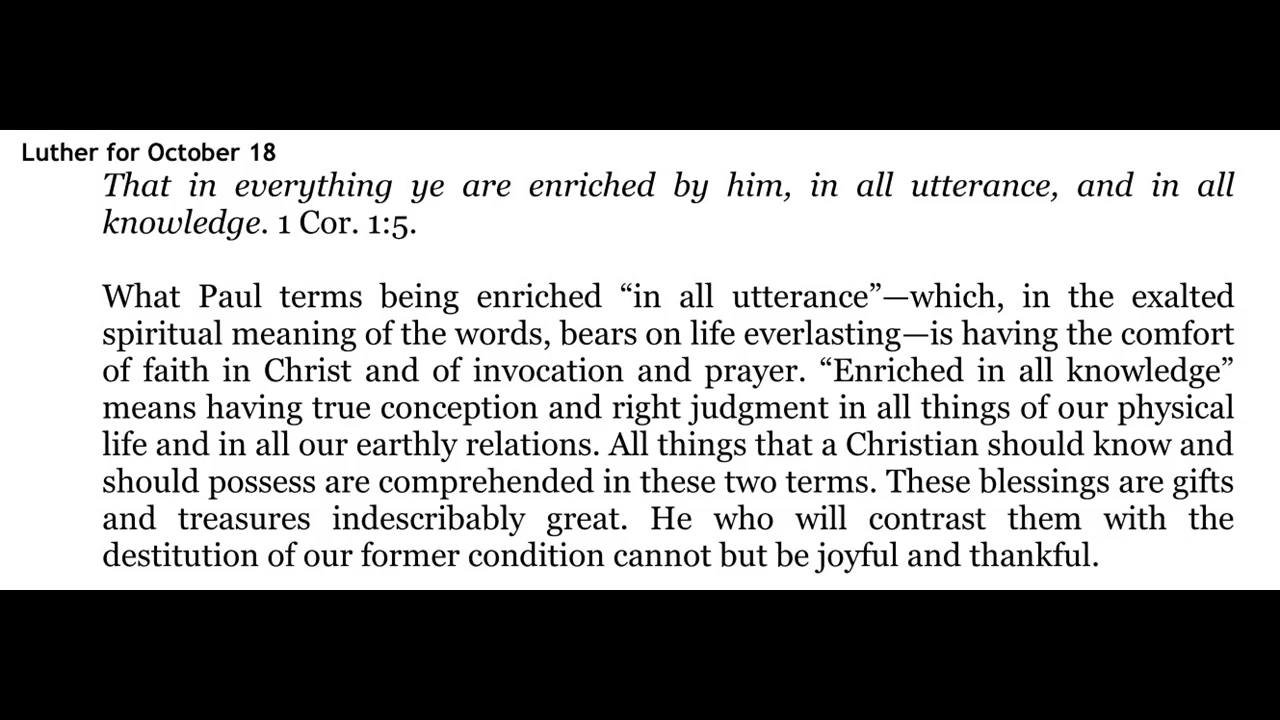 Luther for October 18
That in everything ye are enriched by him, in all utterance, and in all
knowledge. 1 Cor. 1:5.
What Paul terms being enriched “in all utterance”—which, in the exalted
spiritual meaning of the words, bears on life everlasting—is having the comfort
of faith in Christ and of invocation and prayer. “Enriched in all knowledge”
means having true conception and right judgment in all things of our physical
life and in all our earthly relations. All things that a Christian should know and
should possess are comprehended in these two terms. These blessings are gifts
and treasures indescribably great. He who will contrast them with the
destitution of our former condition cannot but be joyful and thankful.